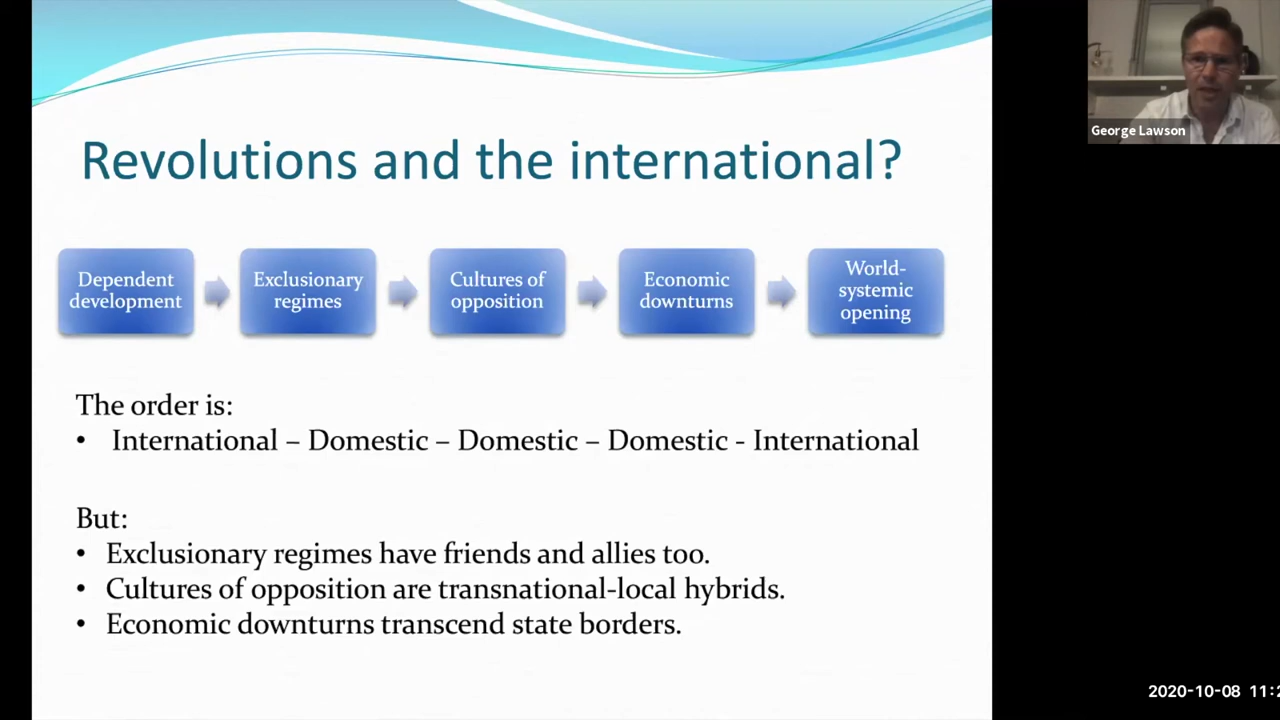 George Lawson
Revolutions and the international?
Dependent
development
Exclusionary
regimes
Cultures of
opposition
Economic
downturns
World-
systemic
opening
The order is:
• International – Domestic – Domestic – Domestic - International
But:
• Exclusionary regimes have friends and allies too.
• Cultures of opposition are transnational-local hybrids.
• Economic downturns transcend state borders.
2020-10-08 11:2